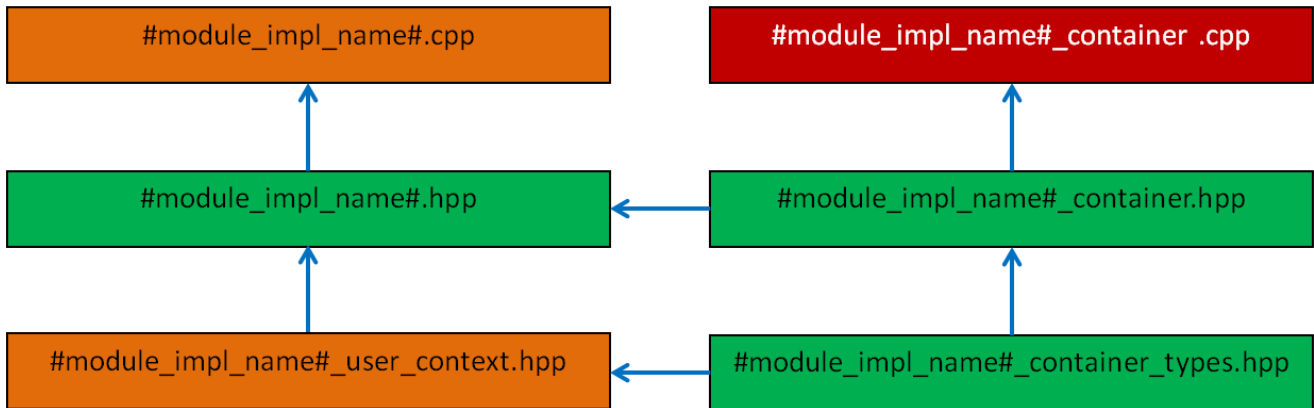 #module_impl_name#.cpp
#module_impl_name#_container .cpp
#module_impl_name#.hpp
#module_impl_name#_container.hpp
#module_impl_name#_user_context.hpp
#module_impl_name#_container_types.hpp